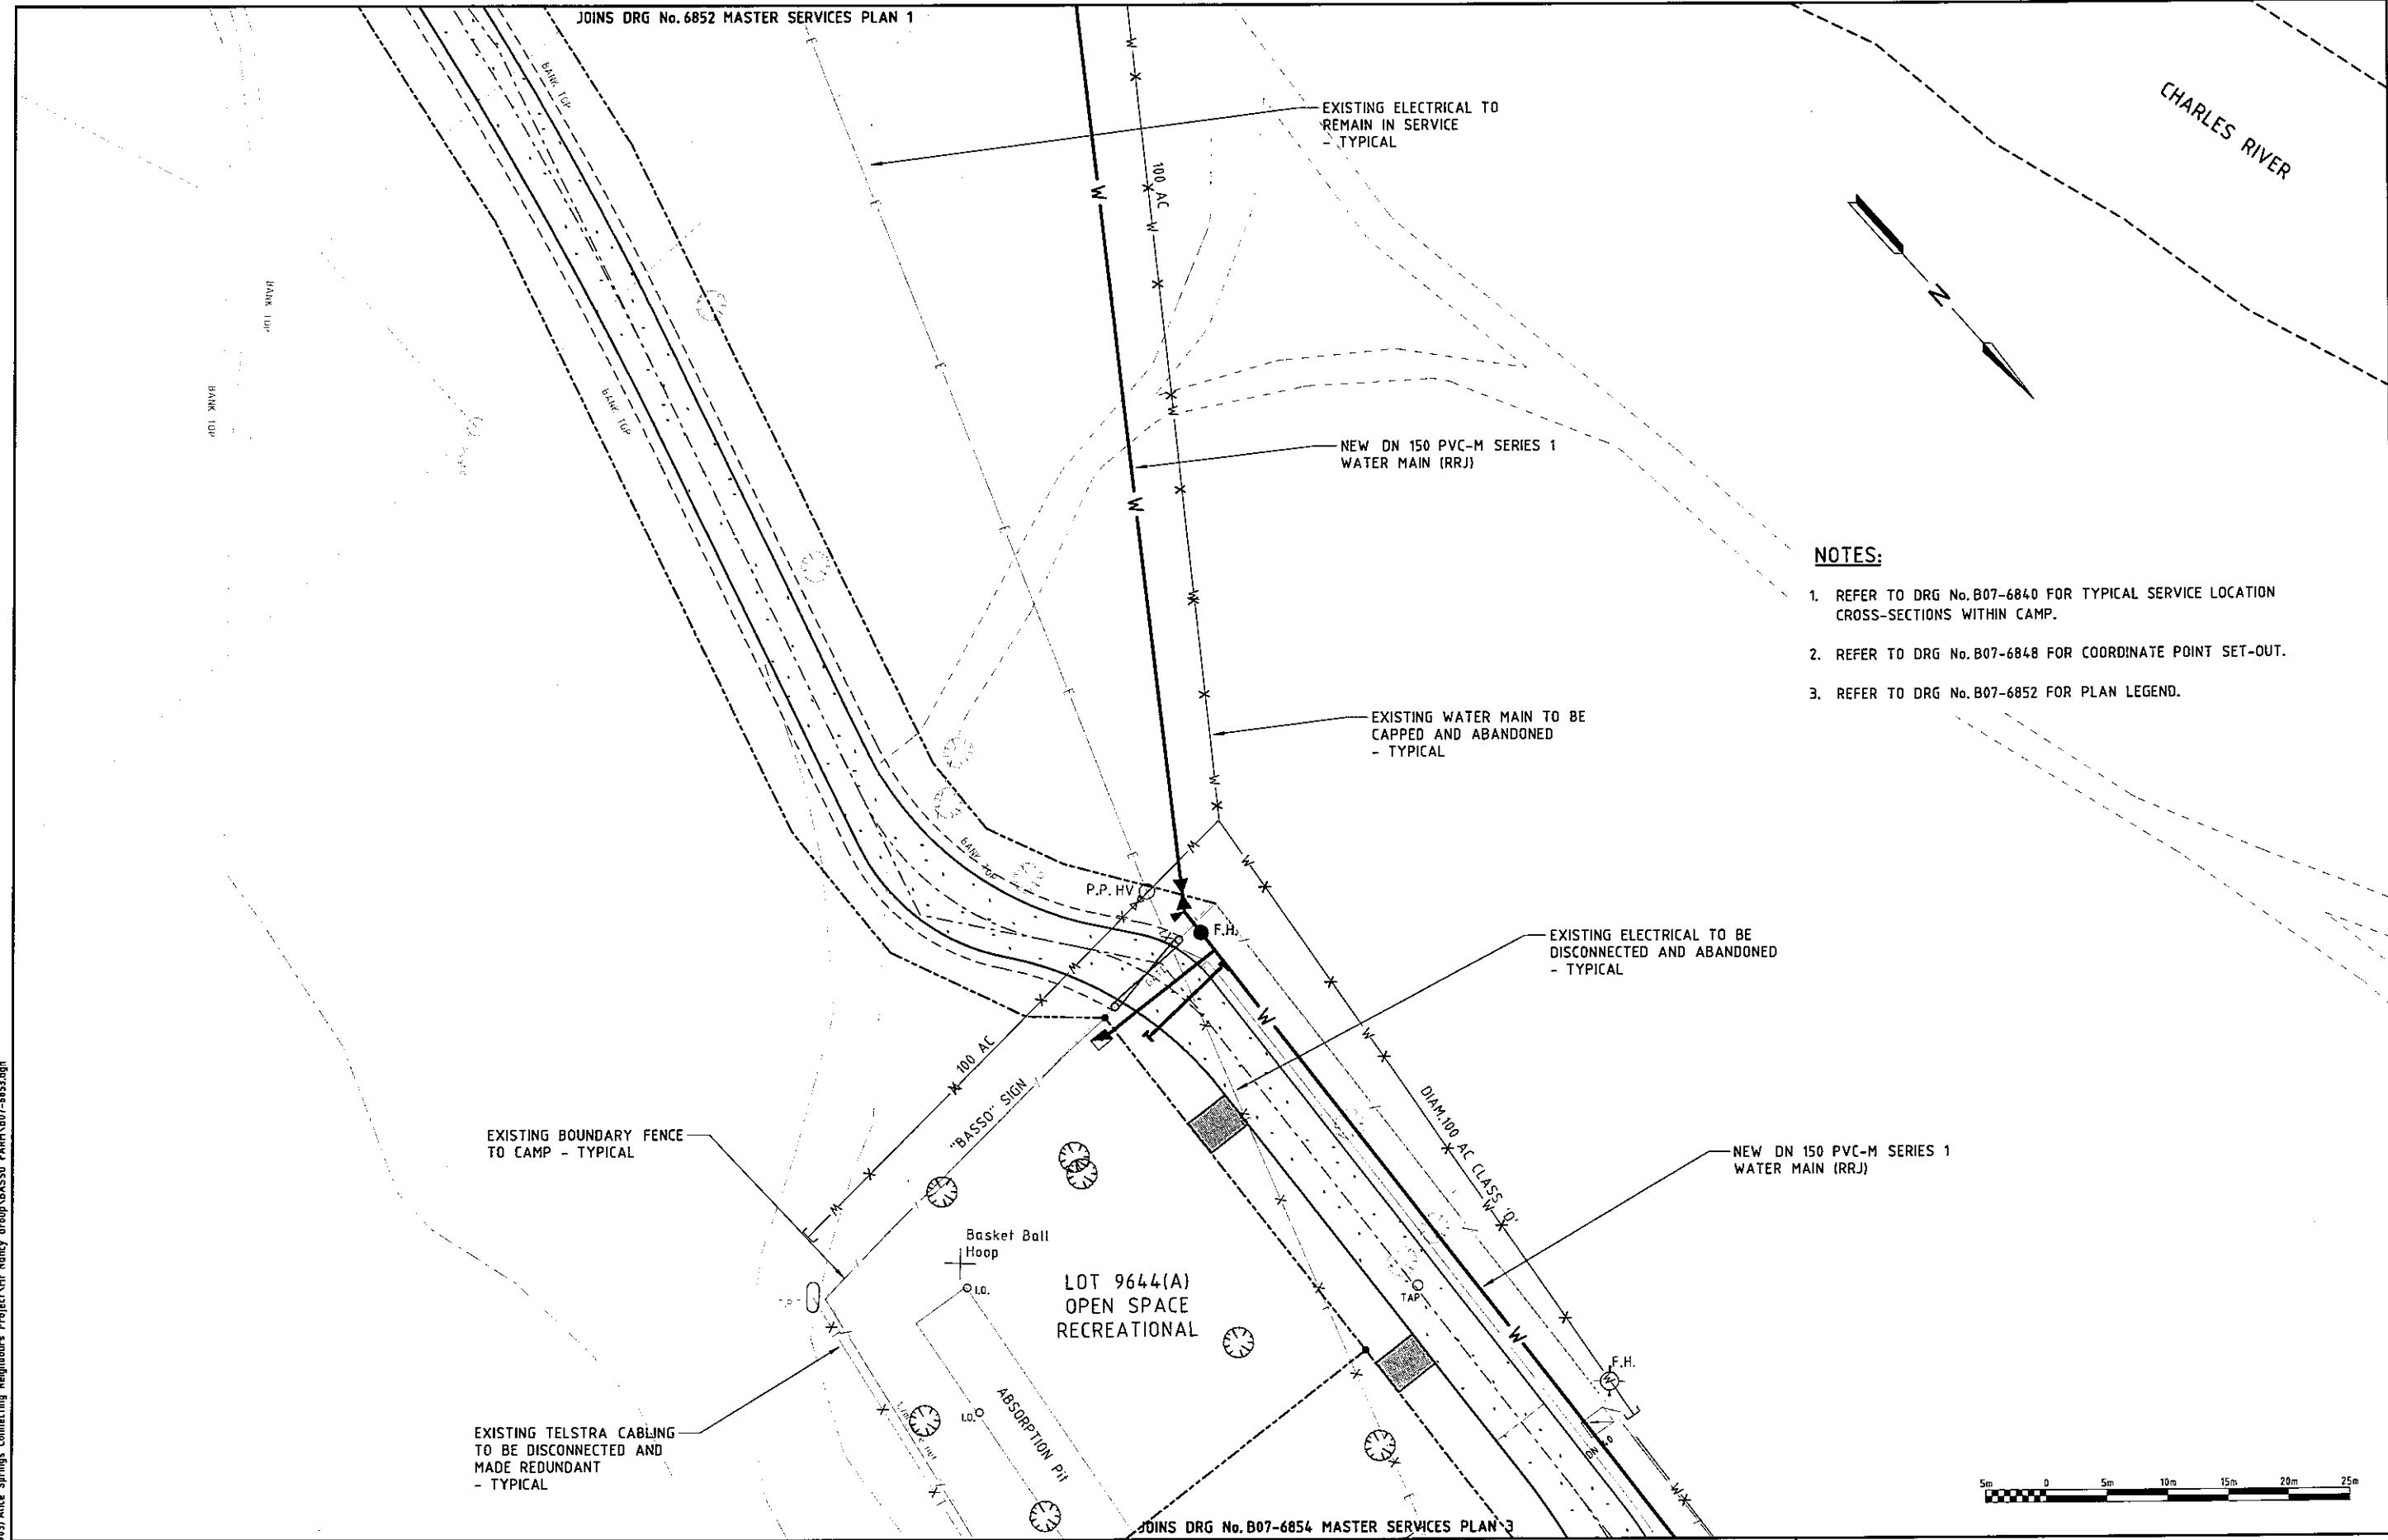 JOINS DRG No. 6852 MASTER SERVICES PLAN 1
CHARLES RIVER
BANK TOP
EXISTING ELECTRICAL TO
REMAIN IN SERVICE
- TYPICAL
E
W
W
100 AC
N
BANK TOP
BANK TOP
BANK TOP
NEW DN 150 PVC-M SERIES 1
WATER MAIN (RRJ)
W
NOTES:
1. REFER TO DRG No. B07-6840 FOR TYPICAL SERVICE LOCATION
CROSS-SECTIONS WITHIN CAMP.
2. REFER TO DRG No. B07-6848 FOR COORDINATE POINT SET-OUT.
3. REFER TO DRG No. B07-6852 FOR PLAN LEGEND.
EXISTING WATER MAIN TO BE
CAPPED AND ABANDONED
- TYPICAL
BANK TOP
P.P. HV
F.H.
EXISTING ELECTRICAL TO BE
DISCONNECTED AND ABANDONED
- TYPICAL
W
100 AC
"BASSO" SIGN
DIAM.100 AC CLASS 'D'
EXISTING BOUNDARY FENCE
TO CAMP - TYPICAL
NEW DN 150 PVC-M SERIES 1
WATER MAIN (RRJ)
Basket Ball
Hoop
I.O.
LOT 9644(A)
OPEN SPACE
RECREATIONAL
TAP
W
F.H.
I.O.
ABSORPTION Pit
EXISTING TELSTRA CABLING
TO BE DISCONNECTED AND
MADE REDUNDANT
- TYPICAL
5m 0 5m 10m 15m 20m 25m
JOINS DRG No. B07-6854 MASTER SERVICES PLAN 3